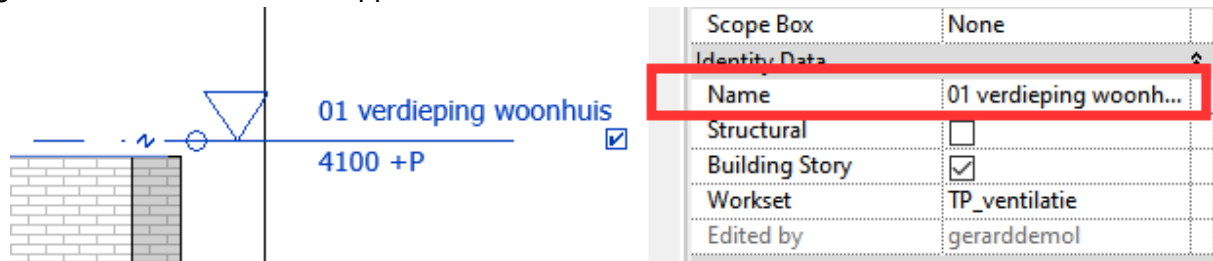 01 verdieping woonhuis
4100 +P
Scope Box None
Identity Data
Name 01 verdieping woonh...
Structural
Building Story
Workset TP_ventilatie
Edited by gerarddemol